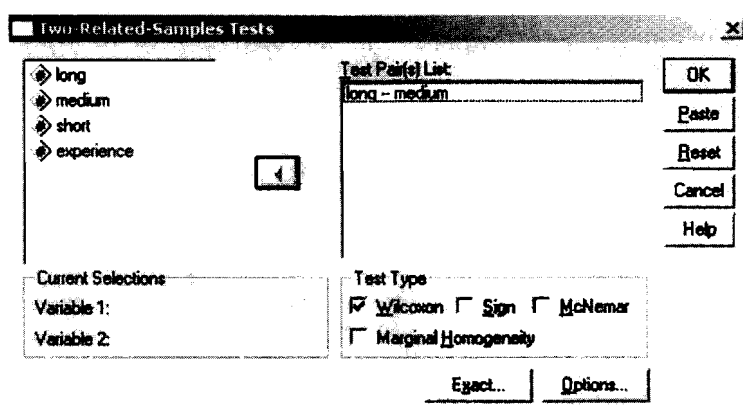 Two-Related-Samples Tests
long
medium
short
experience
Test Pair(s) List:
long -- medium
OK
Paste
Reset
Cancel
Help
Current Selections
Variable 1:
Variable 2:
Test Type
Wilcoxon Sign McNemar
Marginal Homogeneity
Exact... Options...